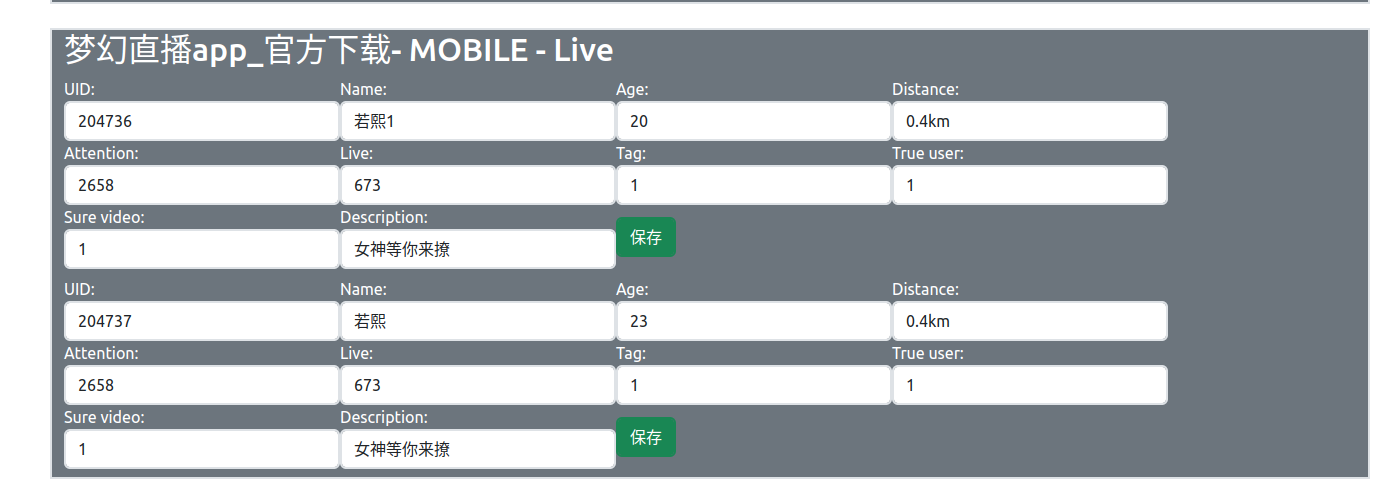 梦幻直播app_官方下载- MOBILE - Live
UID: Name: Age: Distance:
204736 若熙1 20 0.4km
Attention: Live: Tag: True user:
2658 673 1 1
Sure video: Description:
1 女神等你来撩 保存
UID: Name: Age: Distance:
204737 若熙 23 0.4km
Attention: Live: Tag: True user:
2658 673 1 1
Sure video: Description:
1 女神等你来撩 保存